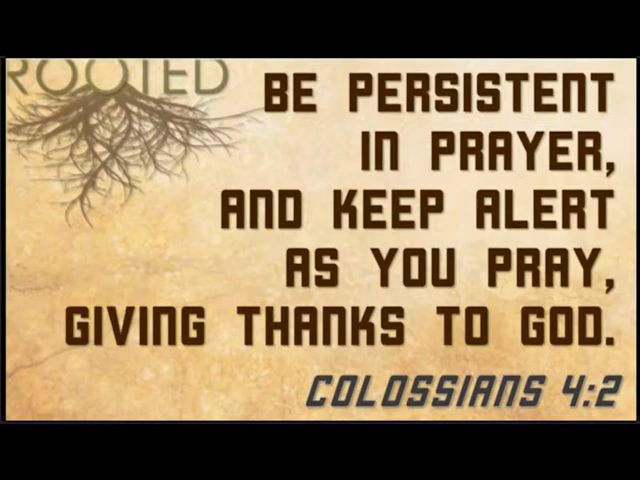 ROOTED
BE PERSISTENT
IN PRAYER,
AND KEEP ALERT
AS YOU PRAY,
GIVING THANKS TO GOD.
COLOSSIANS 4:2